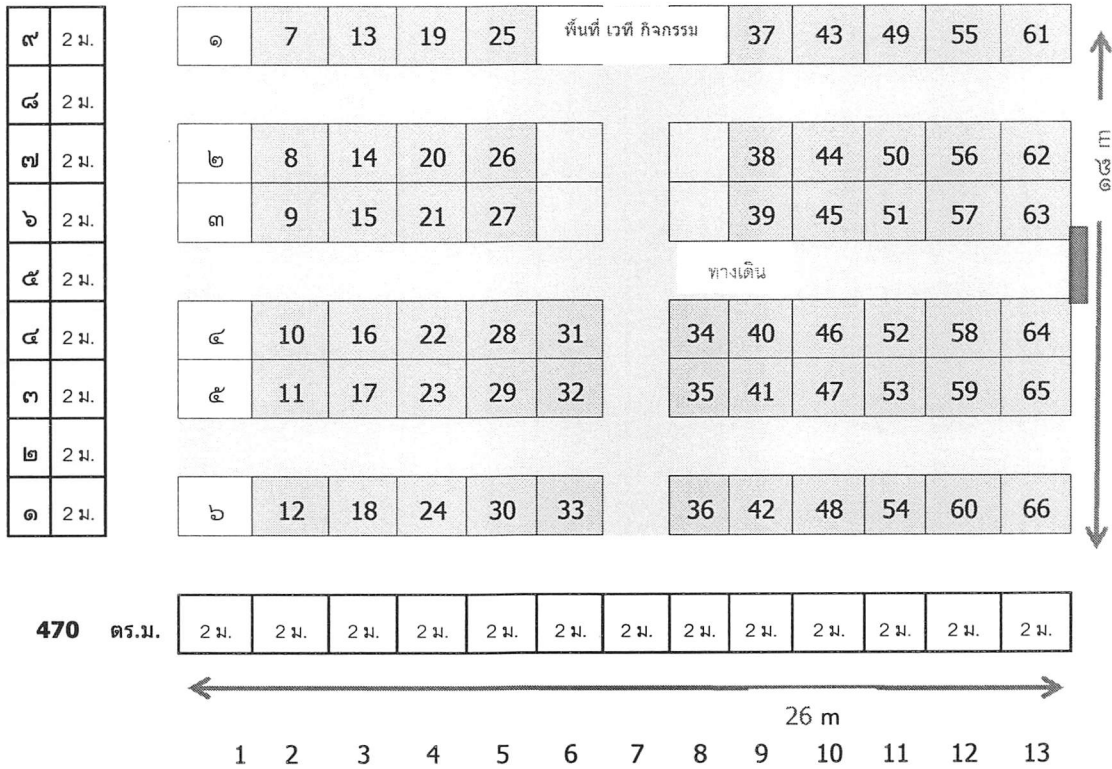 ๙ 2 ม. ๑ 7 13 19 25 พื้นที่ เวที กิจกรรม 37 43 49 55 61
๘ 2 ม.
๗ 2 ม. ๒ 8 14 20 26 38 44 50 56 62
๖ 2 ม. ๓ 9 15 21 27 39 45 51 57 63
๕ 2 ม. ทางเดิน
๔ 2 ม. ๔ 10 16 22 28 31 34 40 46 52 58 64
๓ 2 ม. ๕ 11 17 23 29 32 35 41 47 53 59 65
๒ 2 ม.
๑ 2 ม. ๖ 12 18 24 30 33 36 42 48 54 60 66
๑๘ m
470 ตร.ม. 2 ม. 2 ม. 2 ม. 2 ม. 2 ม. 2 ม. 2 ม. 2 ม. 2 ม. 2 ม. 2 ม. 2 ม. 2 ม.
26 m
1 2 3 4 5 6 7 8 9 10 11 12 13